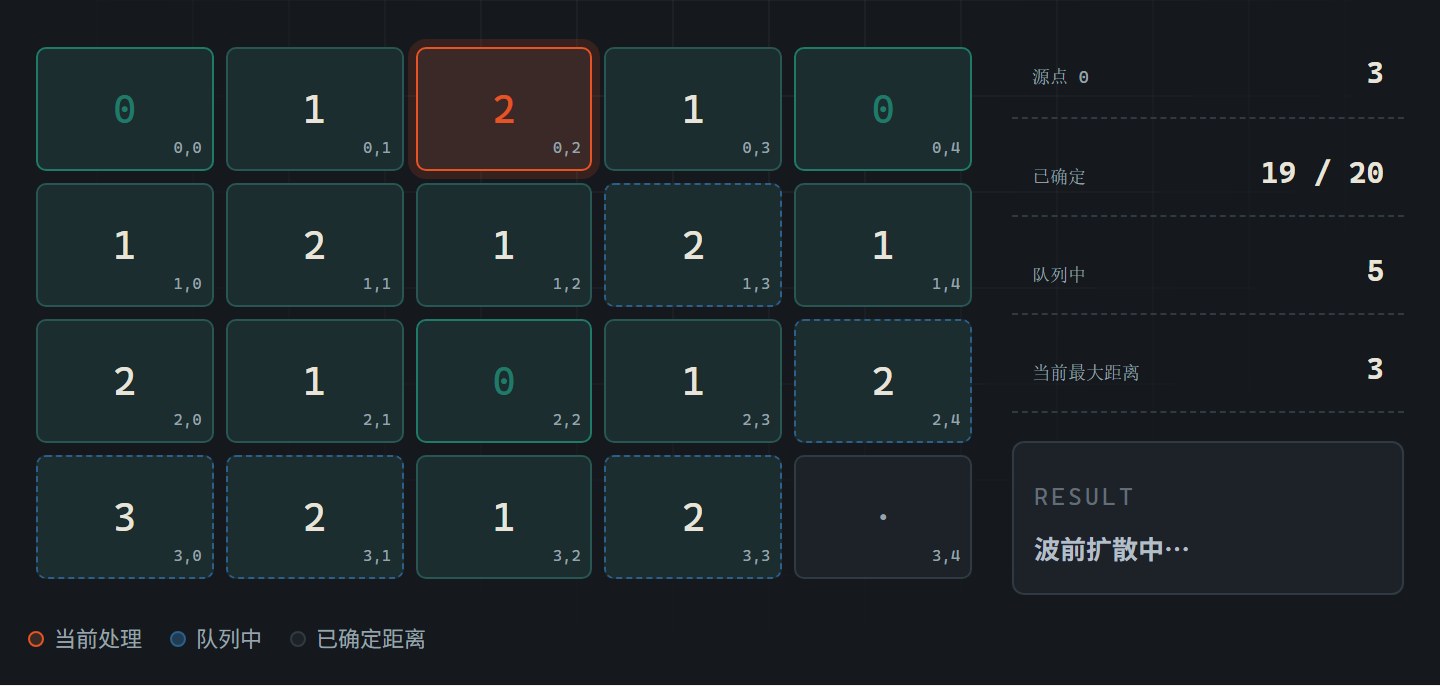 0 1 2 1 0
0,0 0,1 0,2 0,3 0,4
1 2 1 2 1
1,0 1,1 1,2 1,3 1,4
2 1 0 1 2
2,0 2,1 2,2 2,3 2,4
3 2 1 2 ·
3,0 3,1 3,2 3,3 3,4
当前处理 队列中 已确定距离
源点 0 3
已确定 19 / 20
队列中 5
当前最大距离 3
RESULT
波前扩散中…